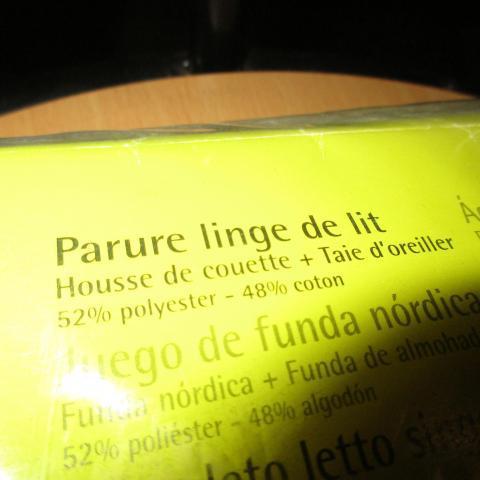 Parure linge de lit
Housse de couette + Taie d'oreiller
52% polyester - 48% coton
Juego de funda nórdica
Funda nórdica + Funda de
52% poliéster - 48% algodón
letto